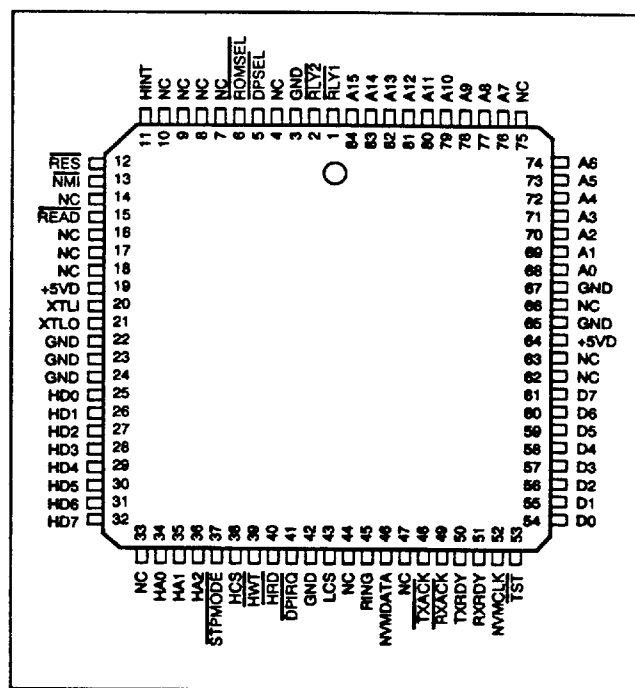 HINT NC NC NC NC ROMSEL DPSEL NC GND RLY2 RLY1 A15 A14 A13 A12 A11 A10 A9 A8 A7 NC
11 10 9 8 7 6 5 4 3 2 1 84 83 82 81 80 79 78 77 76 75
RES 12 74 A6
NMI 13 73 A5
NC 14 72 A4
READ 15 71 A3
NC 16 70 A2
NC 17 69 A1
NC 18 68 A0
+5VD 19 67 GND
XTLI 20 66 NC
XTLO 21 65 GND
GND 22 64 +5VD
GND 23 63 NC
GND 24 62 NC
HD0 25 61 D7
HD1 26 60 D6
HD2 27 59 D5
HD3 28 58 D4
HD4 29 57 D3
HD5 30 56 D2
HD6 31 55 D1
HD7 32 54 D0
33 34 35 36 37 38 39 40 41 42 43 44 45 46 47 48 49 50 51 52 53
NC HA0 HA1 HA2 STPMODE HCS HWT HRD DPIRQ GND LCS NC RING NVMDATA NC TXACK RXACK TXRDY RXRDY NVMCLK TST